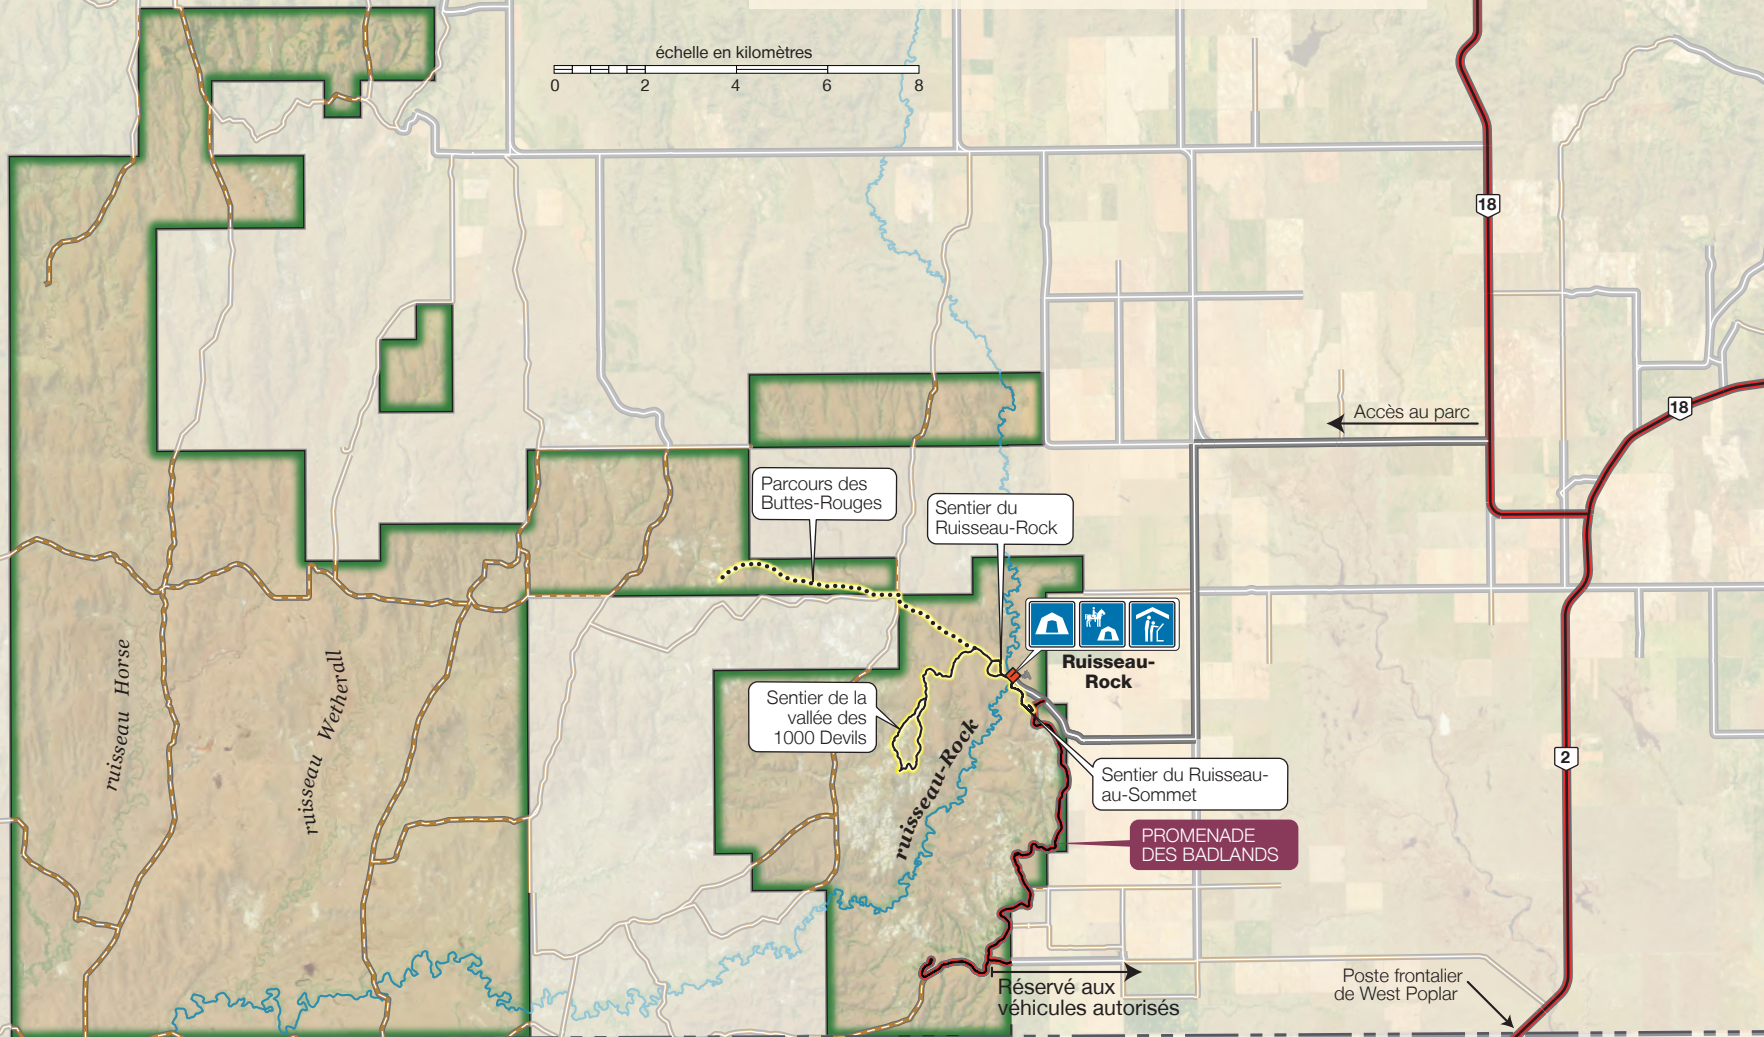 échelle en kilomètres
0 2 4 6 8
18
18
Accès au parc
Parcours des
Buttes-Rouges
Sentier du
Ruisseau-Rock
Ruisseau-
Rock
ruisseau Horse
ruisseau Wetherall
Sentier de la
vallée des
1000 Devils
ruisseau-Rock
Sentier du Ruisseau-
au-Sommet
2
PROMENADE
DES BADLANDS
Réservé aux
véhicules autorisés
Poste frontalier
de West Poplar